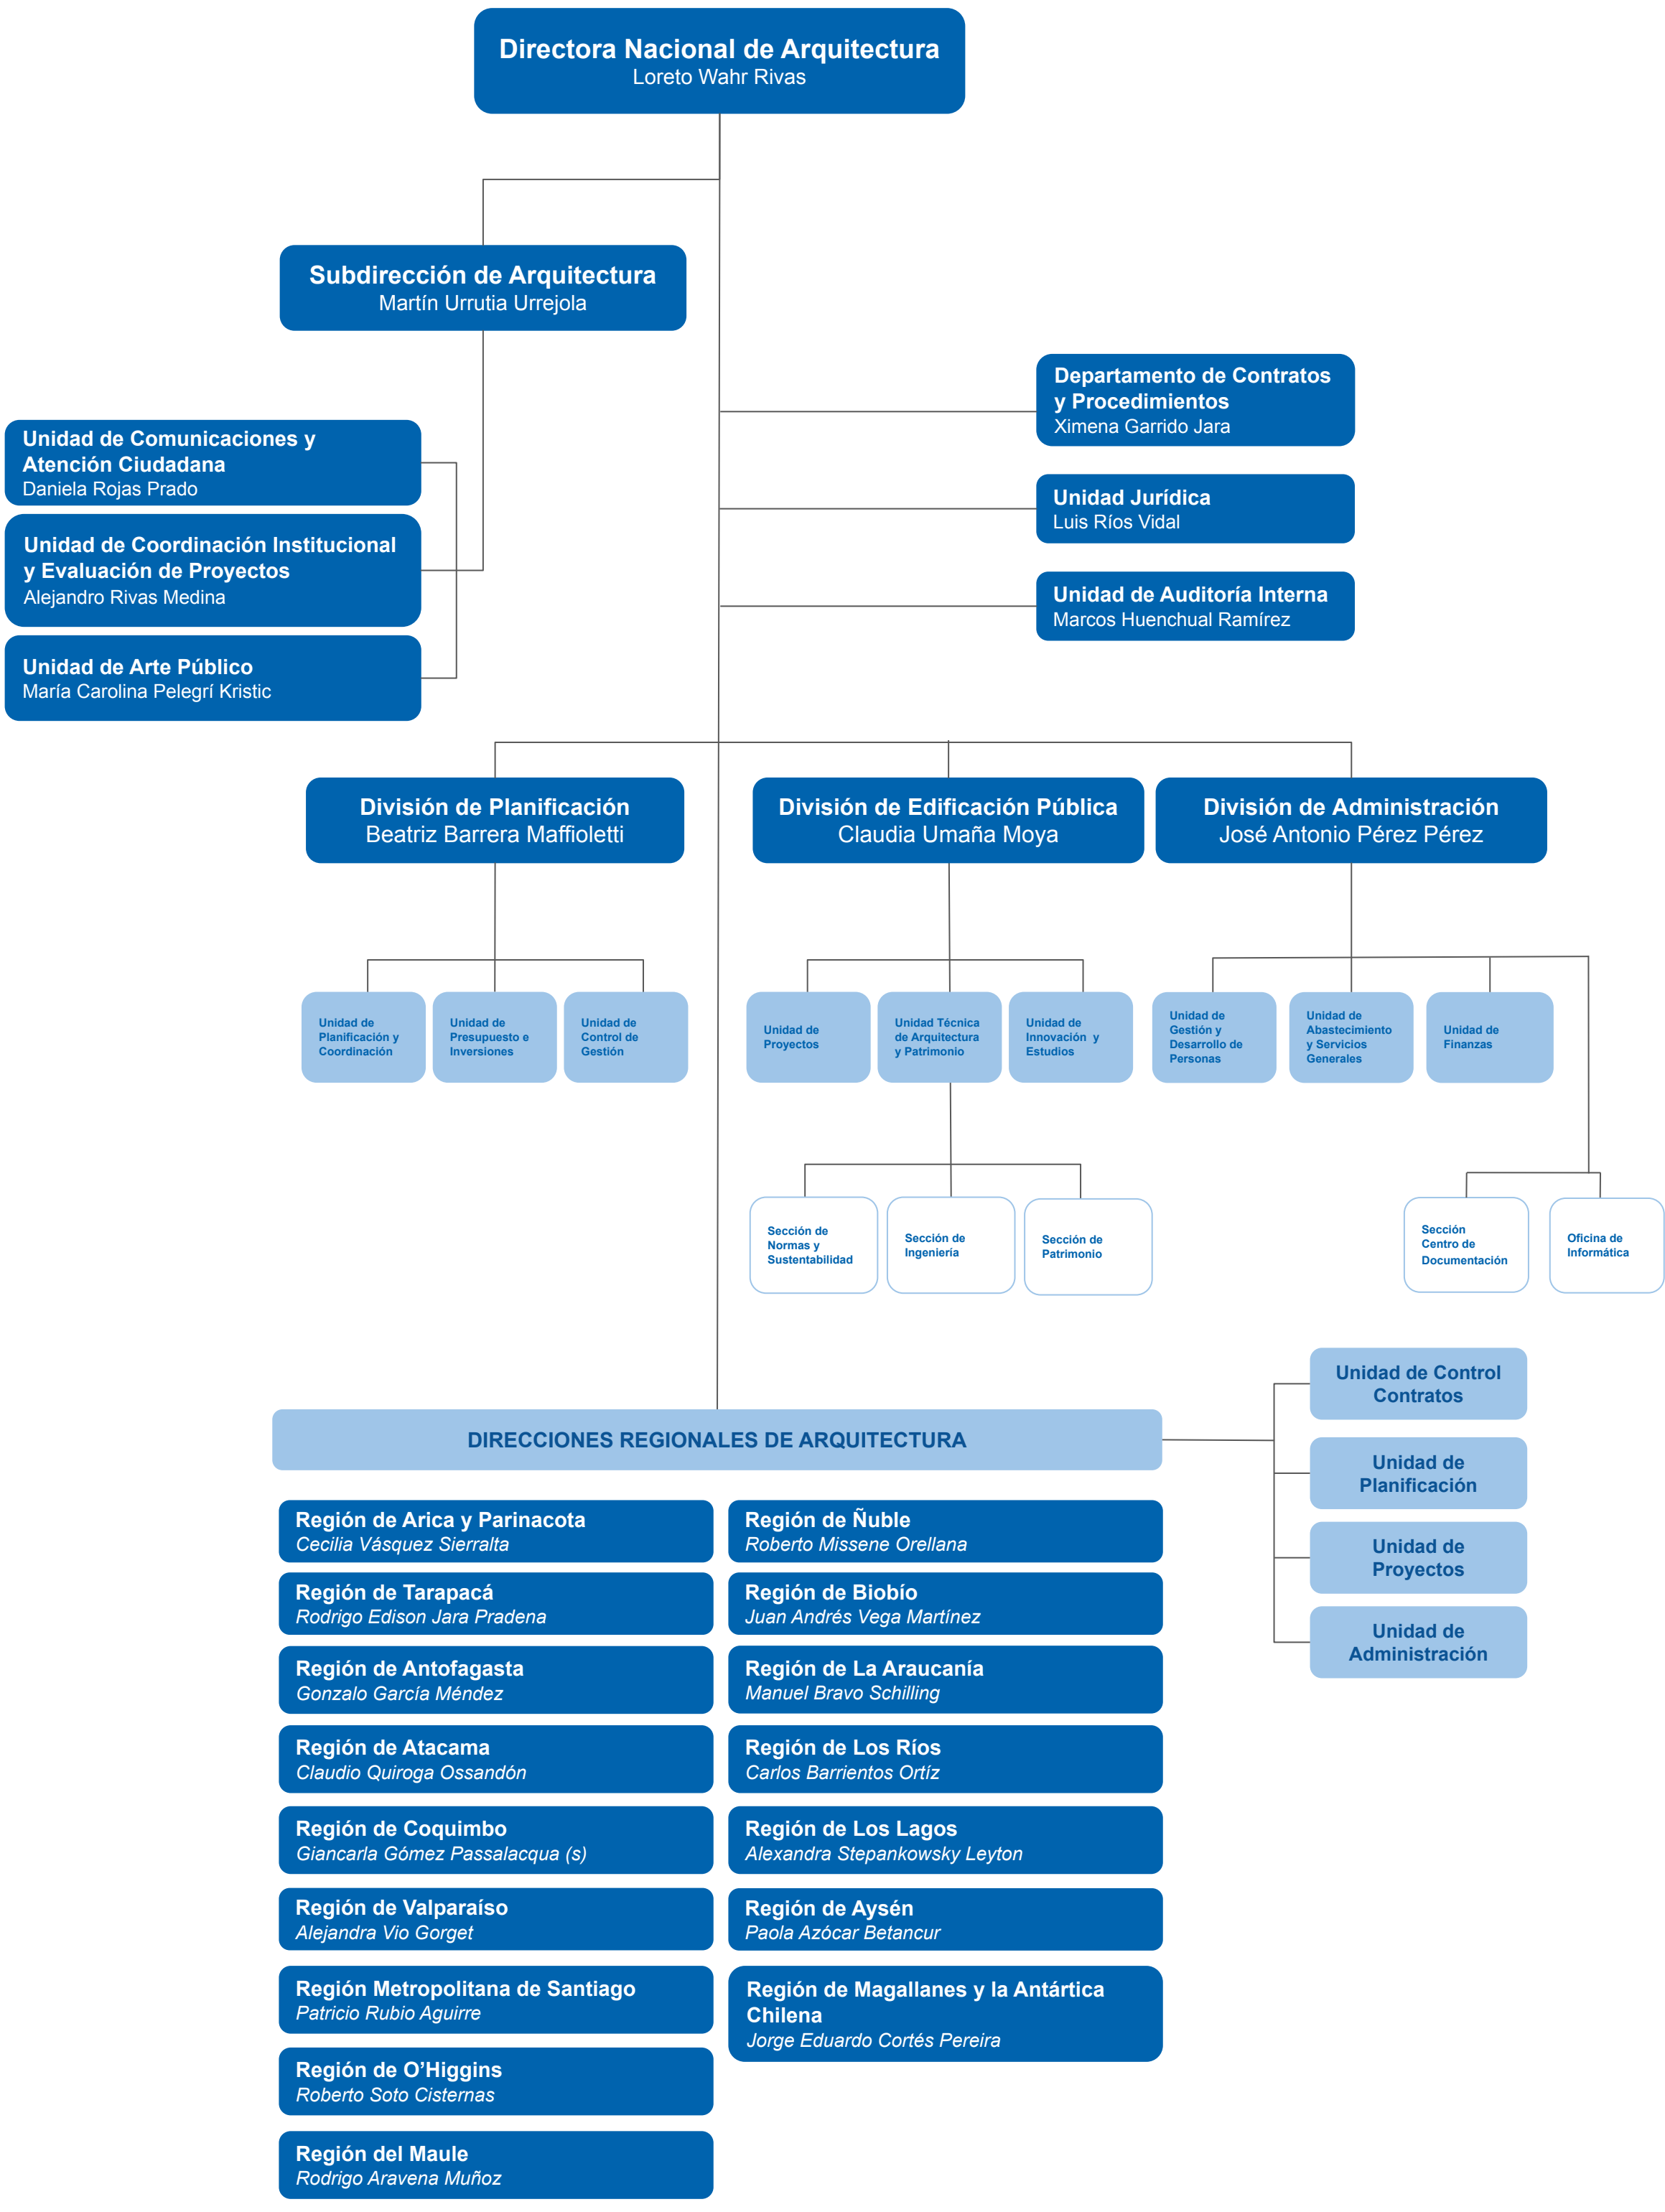 Directora Nacional de Arquitectura
Loreto Wahr Rivas
Subdirección de Arquitectura
Martín Urrutia Urrejola
Departamento de Contratos
y Procedimientos
Ximena Garrido Jara
Unidad Jurídica
Luis Ríos Vidal
Unidad de Auditoría Interna
Marcos Huenchual Ramírez
Unidad de Comunicaciones y
Atención Ciudadana
Daniela Rojas Prado
Unidad de Coordinación Institucional
y Evaluación de Proyectos
Alejandro Rivas Medina
Unidad de Arte Público
María Carolina Pelegrí Kristic
División de Planificación
Beatriz Barrera Maffioletti
División de Edificación Pública
Claudia Umaña Moya
División de Administración
José Antonio Pérez Pérez
Unidad de
Planificación y
Coordinación
Unidad de
Presupuesto e
Inversiones
Unidad de
Control de
Gestión
Unidad de
Proyectos
Unidad Técnica
de Arquitectura
y Patrimonio
Unidad de
Innovación y
Estudios
Unidad de
Gestión y
Desarrollo de
Personas
Unidad de
Abastecimiento
y Servicios
Generales
Unidad de
Finanzas
Sección de
Normas y
Sustentabilidad
Sección de
Ingeniería
Sección de
Patrimonio
Sección
Centro de
Documentación
Oficina de
Informática
DIRECCIONES REGIONALES DE ARQUITECTURA
Unidad de Control
Contratos
Unidad de
Planificación
Unidad de
Proyectos
Unidad de
Administración
Región de Arica y Parinacota
Cecilia Vásquez Sierralta
Región de Tarapacá
Rodrigo Edison Jara Pradena
Región de Antofagasta
Gonzalo García Méndez
Región de Atacama
Claudio Quiroga Ossandón
Región de Coquimbo
Giancarla Gómez Passalacqua (s)
Región de Valparaíso
Alejandra Vio Gorget
Región Metropolitana de Santiago
Patricio Rubio Aguirre
Región de O’Higgins
Roberto Soto Cisternas
Región del Maule
Rodrigo Aravena Muñoz
Región de Ñuble
Roberto Missene Orellana
Región de Biobío
Juan Andrés Vega Martínez
Región de La Araucanía
Manuel Bravo Schilling
Región de Los Ríos
Carlos Barrientos Ortíz
Región de Los Lagos
Alexandra Stepankowsky Leyton
Región de Aysén
Paola Azócar Betancur
Región de Magallanes y la Antártica
Chilena
Jorge Eduardo Cortés Pereira